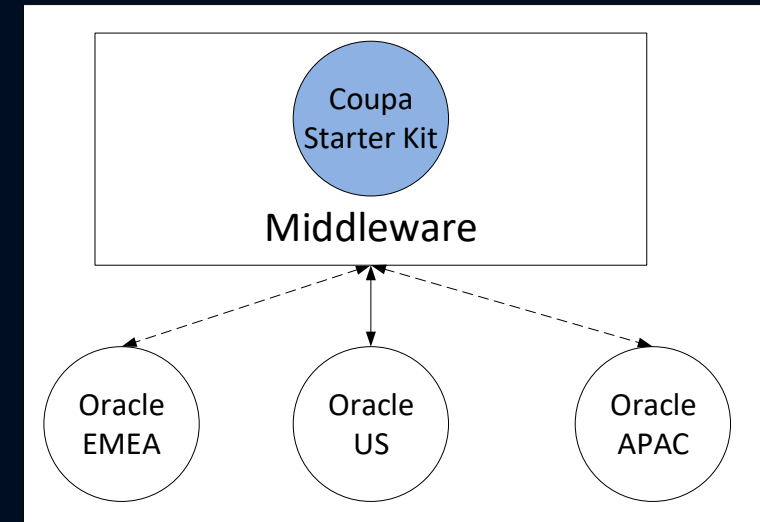 Coupa
Starter Kit
Middleware
Oracle
EMEA
Oracle
US
Oracle
APAC